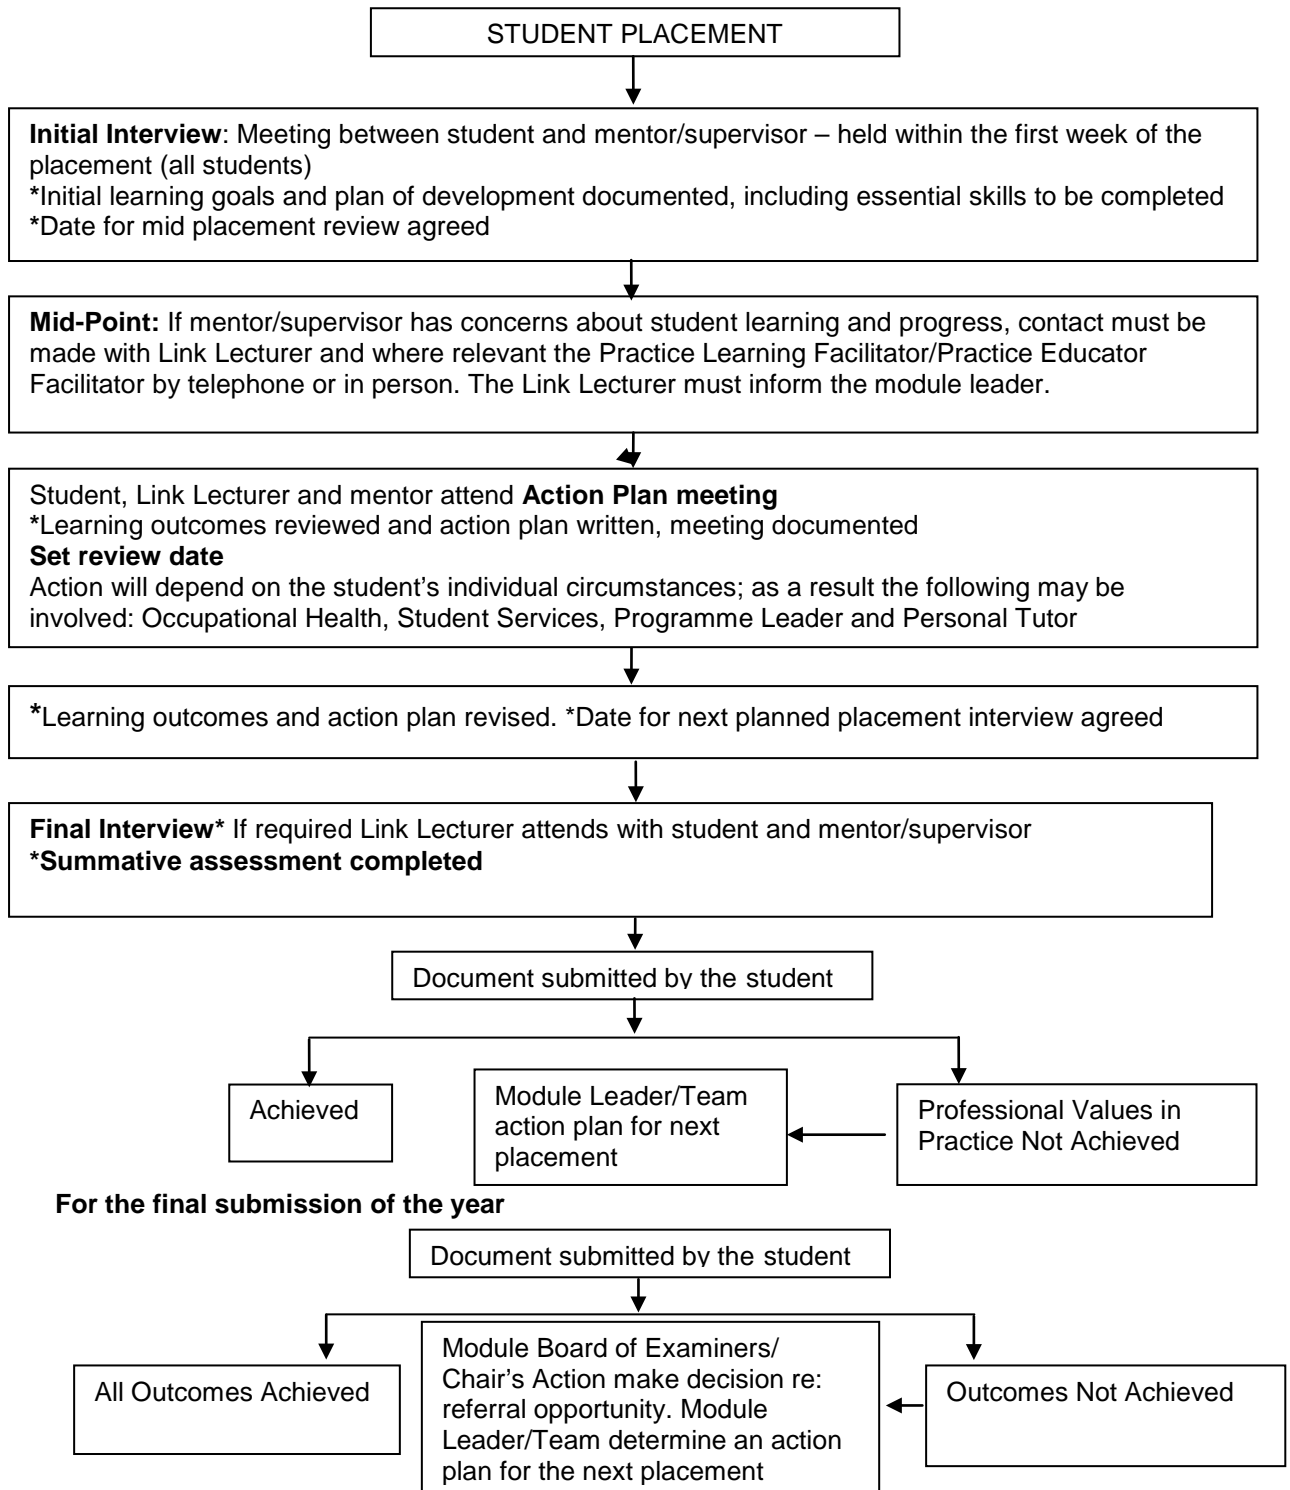 STUDENT PLACEMENT
Initial Interview: Meeting between student and mentor/supervisor – held within the first week of the
placement (all students)
*Initial learning goals and plan of development documented, including essential skills to be completed
*Date for mid placement review agreed
Mid-Point: If mentor/supervisor has concerns about student learning and progress, contact must be
made with Link Lecturer and where relevant the Practice Learning Facilitator/Practice Educator
Facilitator by telephone or in person. The Link Lecturer must inform the module leader.
Student, Link Lecturer and mentor attend Action Plan meeting
*Learning outcomes reviewed and action plan written, meeting documented
Set review date
Action will depend on the student’s individual circumstances; as a result the following may be
involved: Occupational Health, Student Services, Programme Leader and Personal Tutor
*Learning outcomes and action plan revised. *Date for next planned placement interview agreed
Final Interview* If required Link Lecturer attends with student and mentor/supervisor
*Summative assessment completed
Document submitted by the student
Achieved
Module Leader/Team
action plan for next
placement
Professional Values in
Practice Not Achieved
For the final submission of the year
Document submitted by the student
All Outcomes Achieved
Module Board of Examiners/
Chair’s Action make decision re:
referral opportunity. Module
Leader/Team determine an action
plan for the next placement
Outcomes Not Achieved